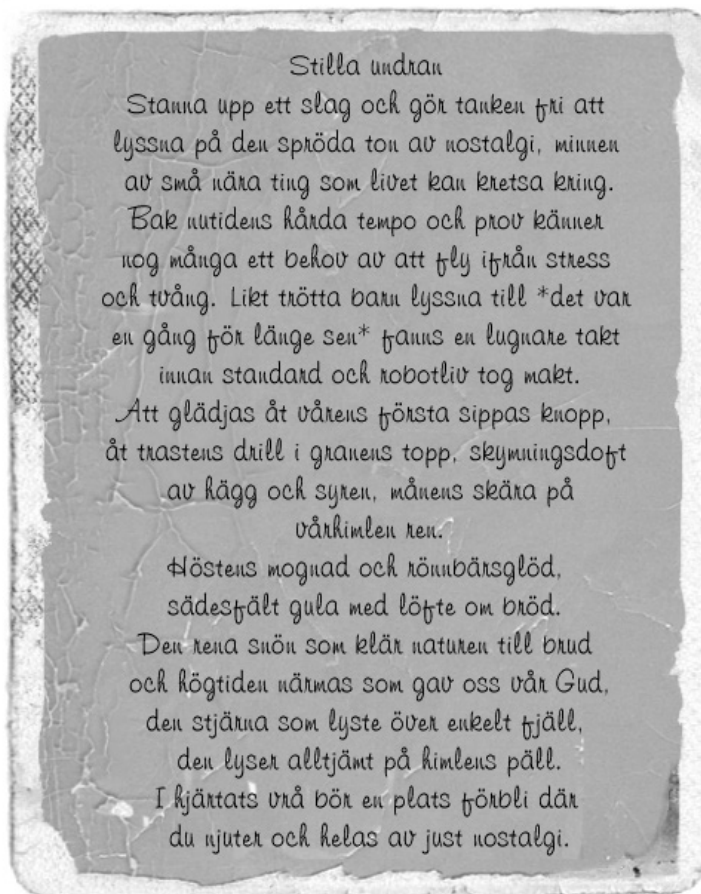 Stilla undran
Stanna upp ett slag och gör tanken fri att
lyssna på den spröda ton av nostalgi, minnen
av små nära ting som livet kan kretsa kring.
Bak nutidens hårda tempo och prov känner
nog många ett behov av att fly ifrån stress
och tvång. Likt trötta barn lyssna till *det var
en gång för länge sen* fanns en lugnare takt
innan standard och robotliv tog makt.
Att glädjas åt vårens första sippas knopp,
åt trastens drill i granens topp, skymningsdoft
av hägg och syren, månens skära på
vårhimlen ren.
Höstens mognad och rönnbärsglöd,
sädesfält gula med löfte om bröd.
Den rena snön som klär naturen till brud
och högtiden närmas som gav oss vår Gud,
den stjärna som lyste över enkelt fjäll,
den lyser alltjämt på himlens päll.
I hjärtats vrå bör en plats förbli där
du njuter och helas av just nostalgi.